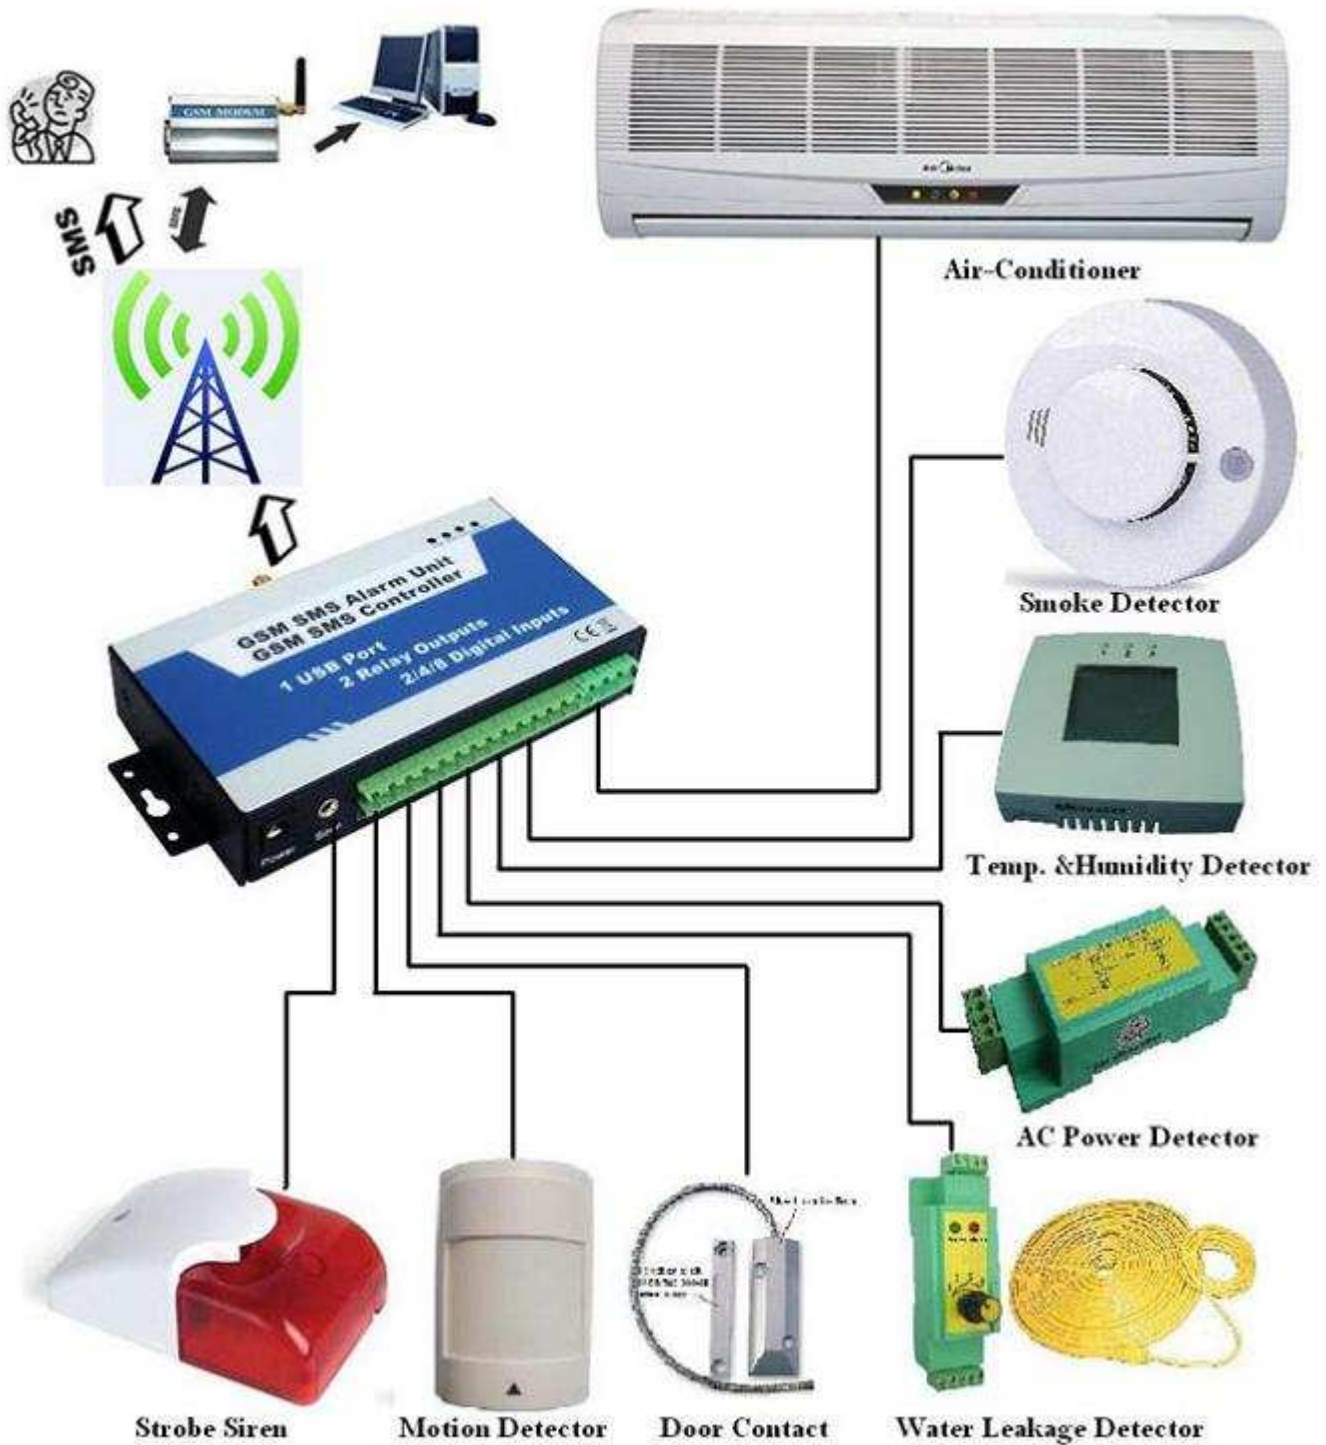 GSM MODEM
SMS
Air-Conditioner
Smoke Detector
GSM SMS Alarm Unit
GSM SMS Controller
1 USB Port
2 Relay Outputs
2/4/8 Digital Inputs
CE
Power
Temp. &Humidity Detector
AC Power Detector
Strobe Siren
Motion Detector
Door Contact
Water Leakage Detector